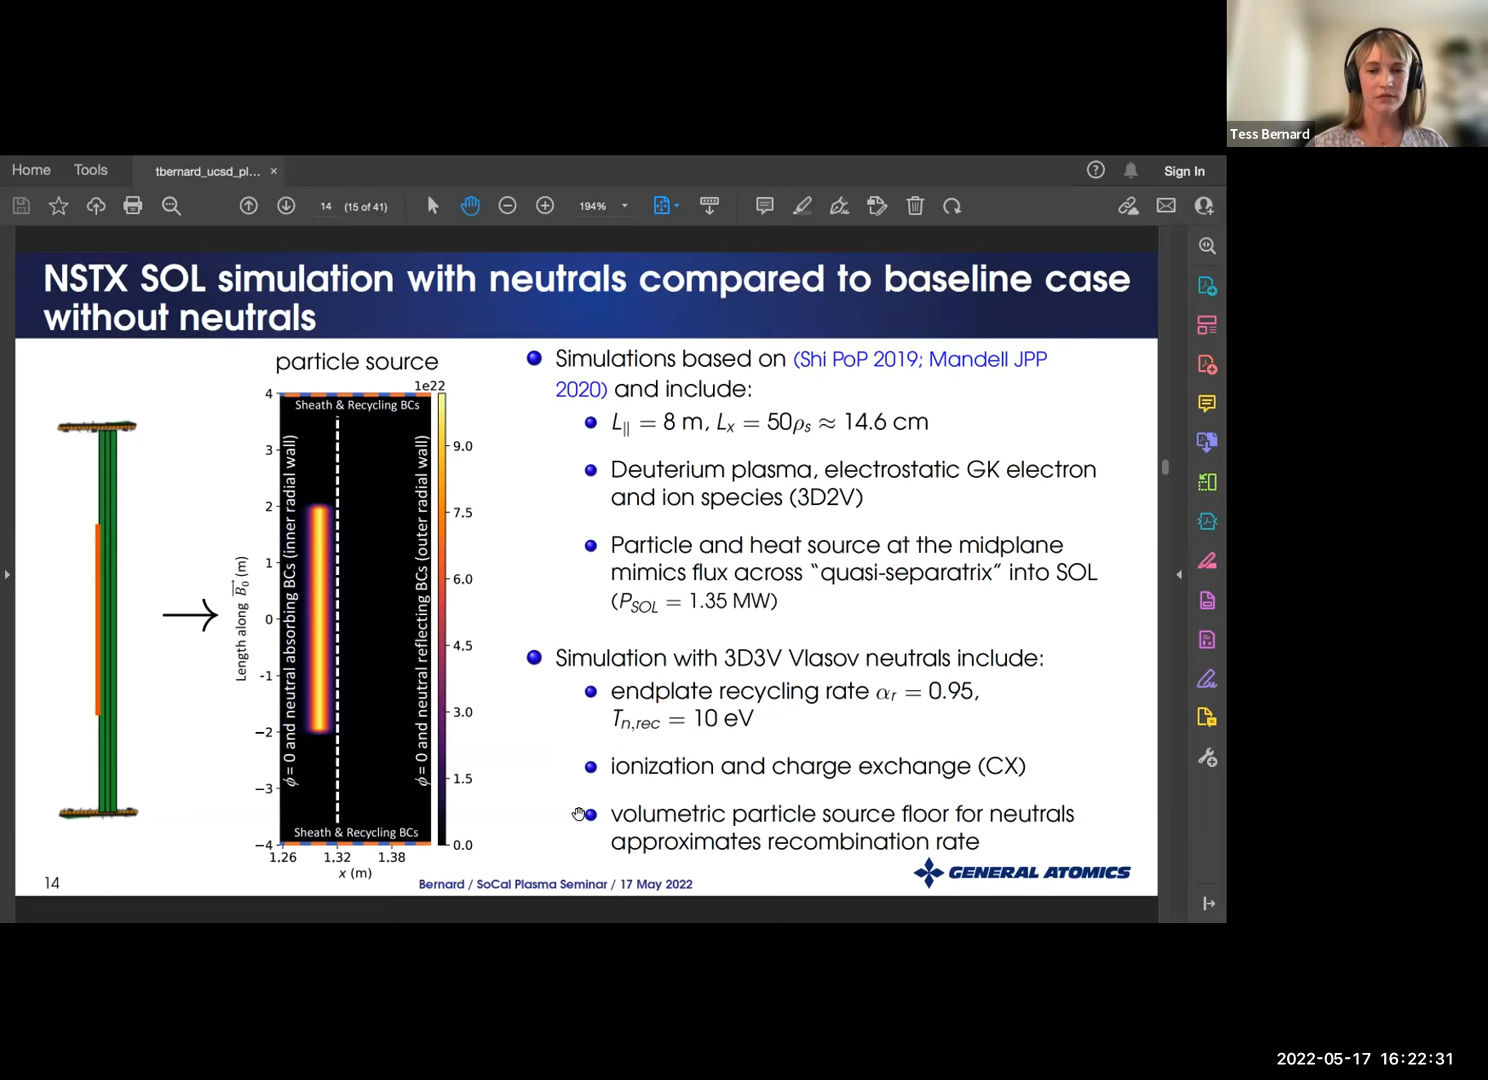 Tess Bernard
Home Tools tbernard_ucsd_pl... × Sign In
14 (15 of 41) 194%
NSTX SOL simulation with neutrals compared to baseline case
without neutrals
particle source
1e22
Sheath & Recycling BCs
4
3
2
1
0
-1
−2
−3
−4
Length along B⃗₀ (m)
ϕ = 0 and neutral absorbing BCs (inner radial wall)
ϕ = 0 and neutral reflecting BCs (outer radial wall)
9.0
7.5
6.0
4.5
3.0
1.5
0.0
Sheath & Recycling BCs
1.26 1.32 1.38
x (m)
Simulations based on (Shi PoP 2019; Mandell JPP
2020) and include:
L∥ = 8 m, Lₓ = 50ρₛ ≈ 14.6 cm
Deuterium plasma, electrostatic GK electron
and ion species (3D2V)
Particle and heat source at the midplane
mimics flux across “quasi-separatrix” into SOL
(P_SOL = 1.35 MW)
Simulation with 3D3V Vlasov neutrals include:
endplate recycling rate αᵣ = 0.95,
T_n,rec = 10 eV
ionization and charge exchange (CX)
volumetric particle source floor for neutrals
approximates recombination rate
14
Bernard / SoCal Plasma Seminar / 17 May 2022
GENERAL ATOMICS
2022-05-17 16:22:31